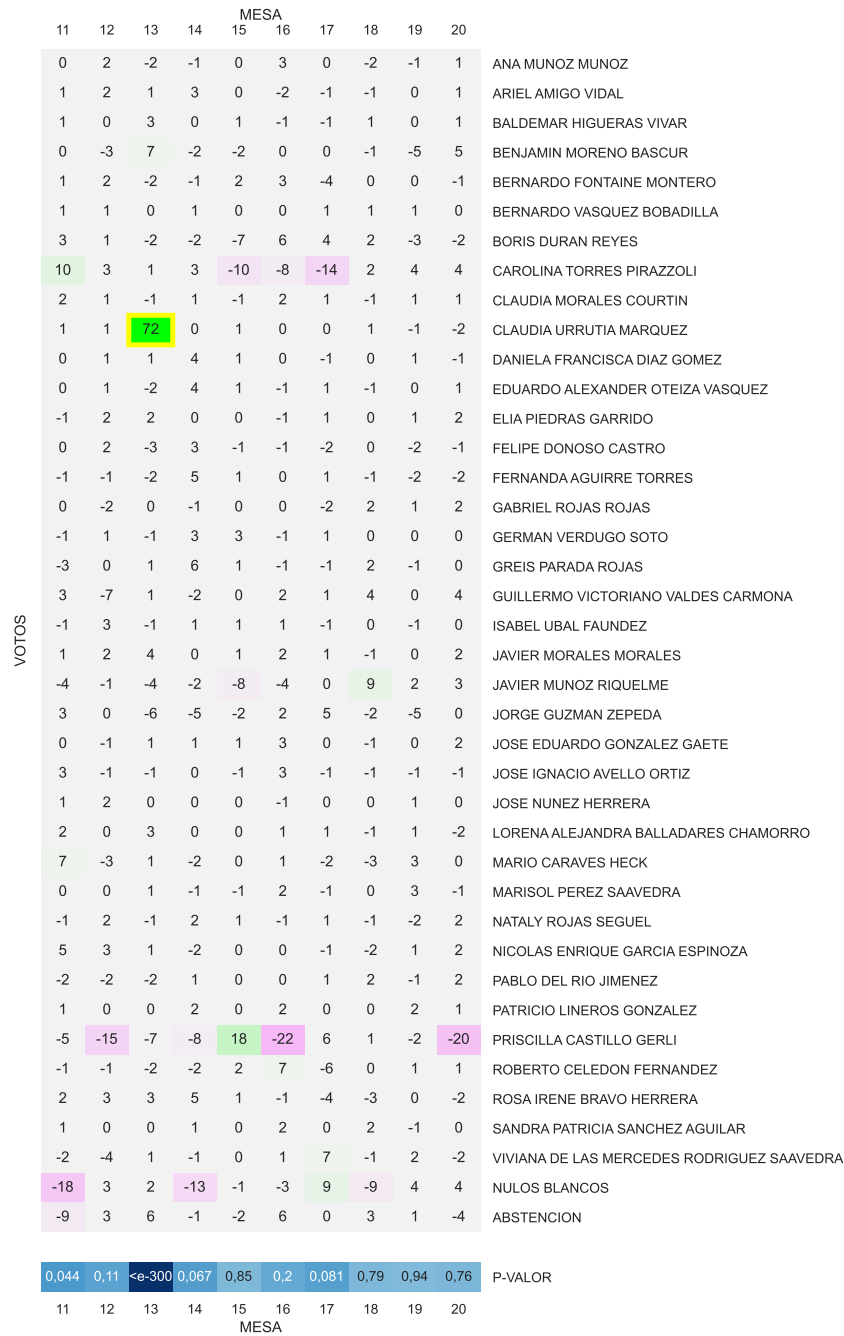 MESA
11 12 13 14 15 16 17 18 19 20
0 2 -2 -1 0 3 0 -2 -1 1 ANA MUNOZ MUNOZ
1 2 1 3 0 -2 -1 -1 0 1 ARIEL AMIGO VIDAL
1 0 3 0 1 -1 -1 1 0 1 BALDEMAR HIGUERAS VIVAR
0 -3 7 -2 -2 0 0 -1 -5 5 BENJAMIN MORENO BASCUR
1 2 -2 -1 2 3 -4 0 0 -1 BERNARDO FONTAINE MONTERO
1 1 0 1 0 0 1 1 1 0 BERNARDO VASQUEZ BOBADILLA
3 1 -2 -2 -7 6 4 2 -3 -2 BORIS DURAN REYES
10 3 1 3 -10 -8 -14 2 4 4 CAROLINA TORRES PIRAZZOLI
2 1 -1 1 -1 2 1 -1 1 1 CLAUDIA MORALES COURTIN
1 1 72 0 1 0 0 1 -1 -2 CLAUDIA URRUTIA MARQUEZ
0 1 1 4 1 0 -1 0 1 -1 DANIELA FRANCISCA DIAZ GOMEZ
0 1 -2 4 1 -1 1 -1 0 1 EDUARDO ALEXANDER OTEIZA VASQUEZ
-1 2 2 0 0 -1 1 0 1 2 ELIA PIEDRAS GARRIDO
0 2 -3 3 -1 -1 -2 0 -2 -1 FELIPE DONOSO CASTRO
-1 -1 -2 5 1 0 1 -1 -2 -2 FERNANDA AGUIRRE TORRES
0 -2 0 -1 0 0 -2 2 1 2 GABRIEL ROJAS ROJAS
-1 1 -1 3 3 -1 1 0 0 0 GERMAN VERDUGO SOTO
-3 0 1 6 1 -1 -1 2 -1 0 GREIS PARADA ROJAS
3 -7 1 -2 0 2 1 4 0 4 GUILLERMO VICTORIANO VALDES CARMONA
-1 3 -1 1 1 1 -1 0 -1 0 ISABEL UBAL FAUNDEZ
1 2 4 0 1 2 1 -1 0 2 JAVIER MORALES MORALES
-4 -1 -4 -2 -8 -4 0 9 2 3 JAVIER MUNOZ RIQUELME
3 0 -6 -5 -2 2 5 -2 -5 0 JORGE GUZMAN ZEPEDA
0 -1 1 1 1 3 0 -1 0 2 JOSE EDUARDO GONZALEZ GAETE
3 -1 -1 0 -1 3 -1 -1 -1 -1 JOSE IGNACIO AVELLO ORTIZ
1 2 0 0 0 -1 0 0 1 0 JOSE NUNEZ HERRERA
2 0 3 0 0 1 1 -1 1 -2 LORENA ALEJANDRA BALLADARES CHAMORRO
7 -3 1 -2 0 1 -2 -3 3 0 MARIO CARAVES HECK
0 0 1 -1 -1 2 -1 0 3 -1 MARISOL PEREZ SAAVEDRA
-1 2 -1 2 1 -1 1 -1 -2 2 NATALY ROJAS SEGUEL
5 3 1 -2 0 0 -1 -2 1 2 NICOLAS ENRIQUE GARCIA ESPINOZA
-2 -2 -2 1 0 0 1 2 -1 2 PABLO DEL RIO JIMENEZ
1 0 0 2 0 2 0 0 2 1 PATRICIO LINEROS GONZALEZ
-5 -15 -7 -8 18 -22 6 1 -2 -20 PRISCILLA CASTILLO GERLI
-1 -1 -2 -2 2 7 -6 0 1 1 ROBERTO CELEDON FERNANDEZ
2 3 3 5 1 -1 -4 -3 0 -2 ROSA IRENE BRAVO HERRERA
1 0 0 1 0 2 0 2 -1 0 SANDRA PATRICIA SANCHEZ AGUILAR
-2 -4 1 -1 0 1 7 -1 2 -2 VIVIANA DE LAS MERCEDES RODRIGUEZ SAAVEDRA
-18 3 2 -13 -1 -3 9 -9 4 4 NULOS BLANCOS
-9 3 6 -1 -2 6 0 3 1 -4 ABSTENCION
VOTOS
0,044 0,11 <e-300 0,067 0,85 0,2 0,081 0,79 0,94 0,76 P-VALOR
11 12 13 14 15 16 17 18 19 20
MESA